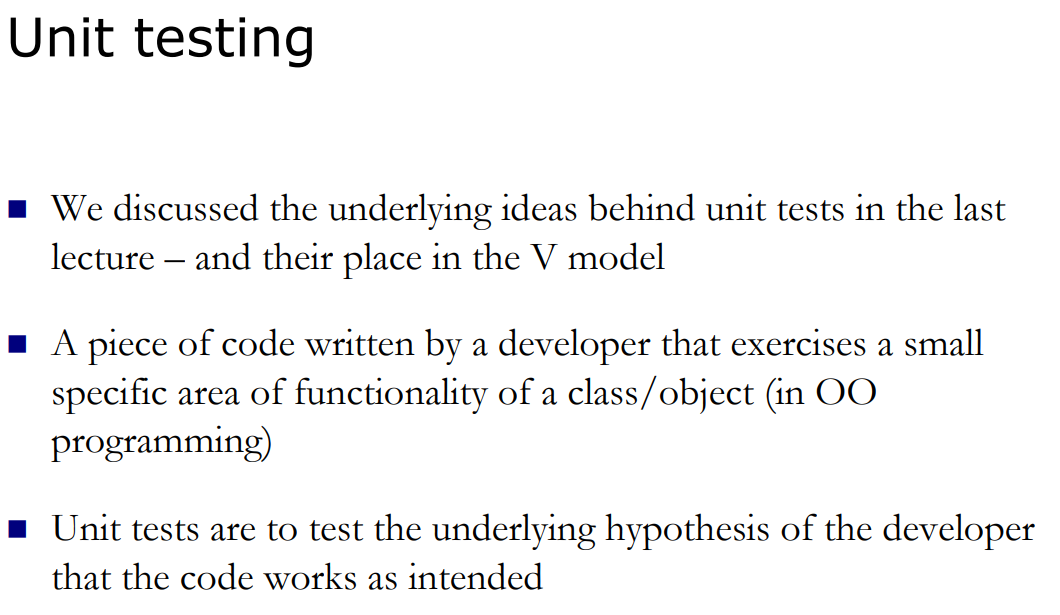 Unit testing
We discussed the underlying ideas behind unit tests in the last
lecture – and their place in the V model
A piece of code written by a developer that exercises a small
specific area of functionality of a class/object (in OO
programming)
Unit tests are to test the underlying hypothesis of the developer
that the code works as intended